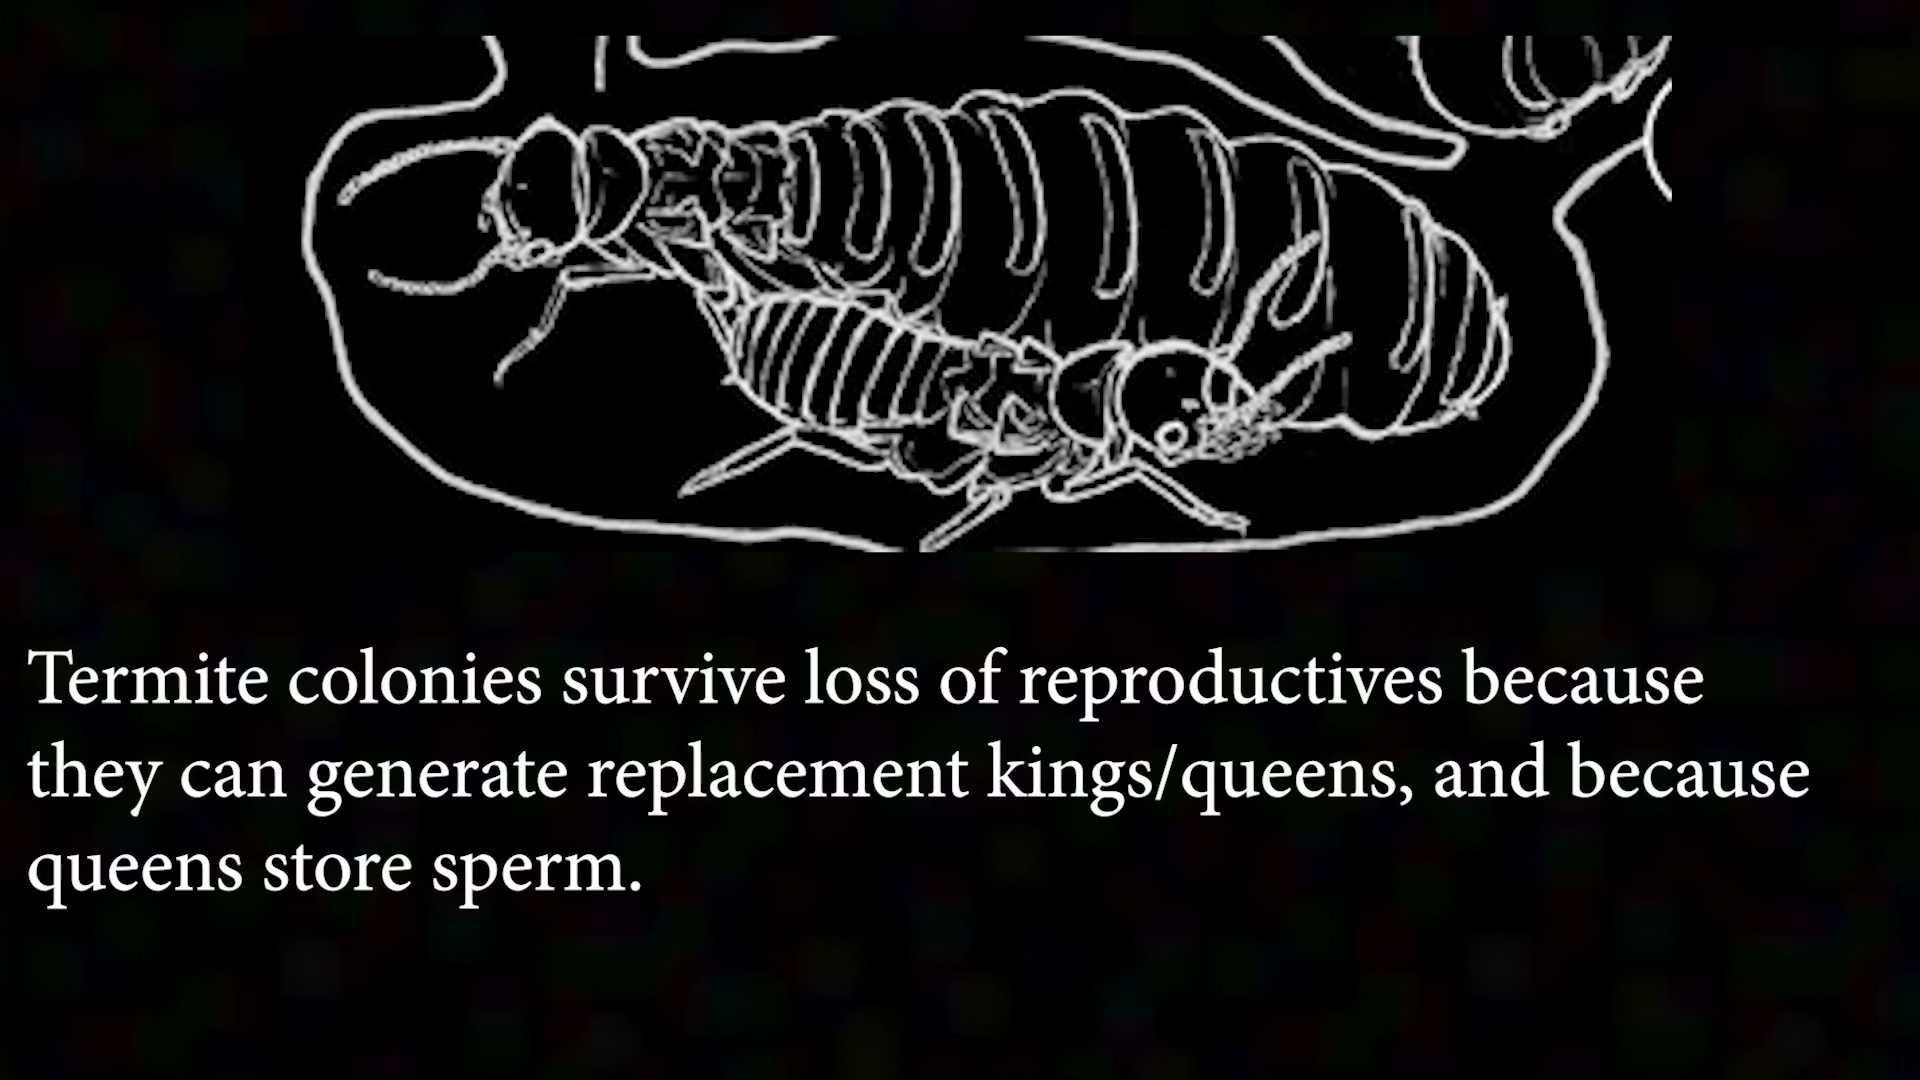 Termite colonies survive loss of reproductives because
they can generate replacement kings/queens, and because
queens store sperm.